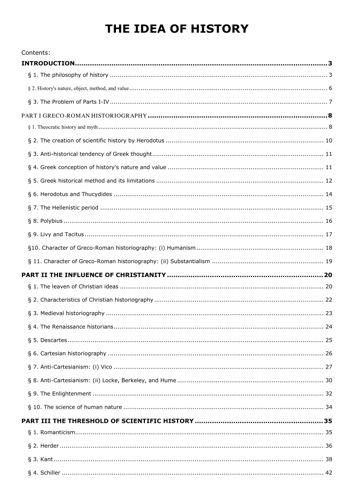 THE IDEA OF HISTORY
Contents:
INTRODUCTION 3
§ 1. The philosophy of history 3
§ 2. History's nature, object, method, and value 6
§ 3. The Problem of Parts I-IV 7
PART I GRECO-ROMAN HISTORIOGRAPHY 8
§ 1. Theocratic history and myth 8
§ 2. The creation of scientific history by Herodotus 10
§ 3. Anti-historical tendency of Greek thought 11
§ 4. Greek conception of history's nature and value 11
§ 5. Greek historical method and its limitations 12
§ 6. Herodotus and Thucydides 14
§ 7. The Hellenistic period 15
§ 8. Polybius 16
§ 9. Livy and Tacitus 17
§10. Character of Greco-Roman historiography: (i) Humanism 18
§ 11. Character of Greco-Roman historiography: (ii) Substantialism 19
PART II THE INFLUENCE OF CHRISTIANITY 20
§ 1. The leaven of Christian ideas 20
§ 2. Characteristics of Christian historiography 22
§ 3. Medieval historiography 23
§ 4. The Renaissance historians 24
§ 5. Descartes 25
§ 6. Cartesian historiography 26
§ 7. Anti-Cartesianism: (i) Vico 27
§ 8. Anti-Cartesianism: (ii) Locke, Berkeley, and Hume 30
§ 9. The Enlightenment 32
§ 10. The science of human nature 34
PART III THE THRESHOLD OF SCIENTIFIC HISTORY 35
§ 1. Romanticism 35
§ 2. Herder 36
§ 3. Kant 38
§ 4. Schiller 42